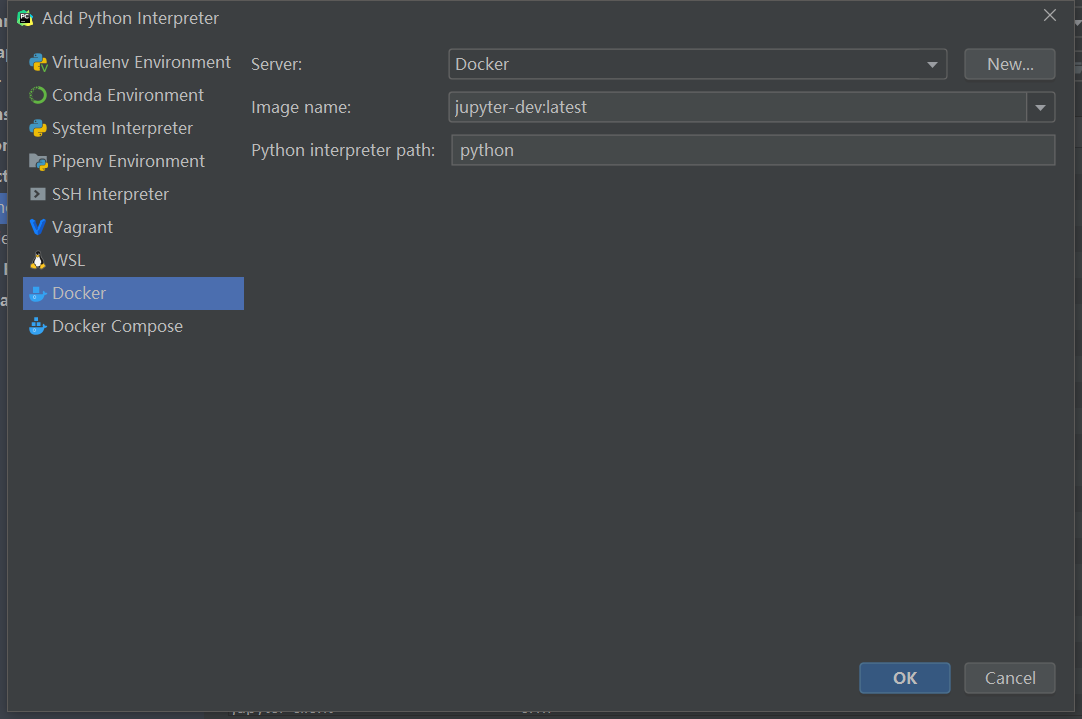 Add Python Interpreter
Virtualenv Environment
Conda Environment
System Interpreter
Pipenv Environment
SSH Interpreter
Vagrant
WSL
Docker
Docker Compose
Server: Docker New...
Image name: jupyter-dev:latest
Python interpreter path: python
OK Cancel